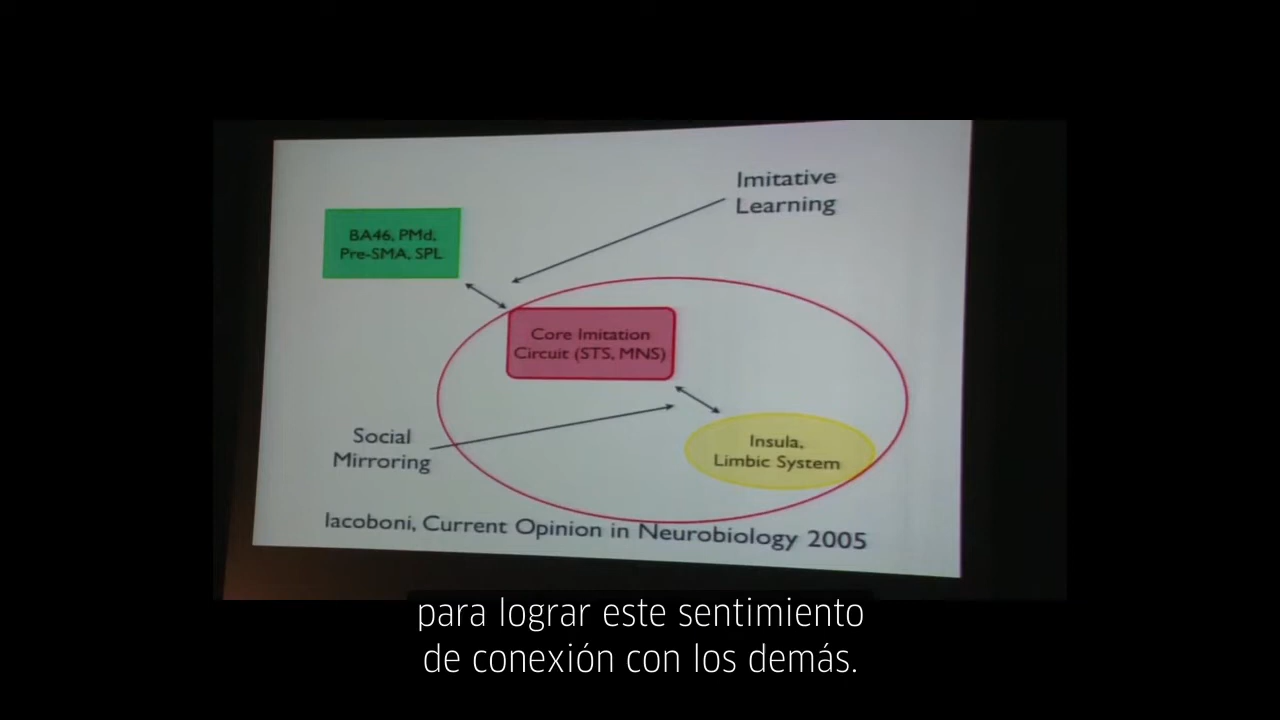 Imitative
Learning
BA46, PMd,
Pre-SMA, SPL
Core Imitation
Circuit (STS, MNS)
Social
Mirroring
Insula,
Limbic System
Iacoboni, Current Opinion in Neurobiology 2005
para lograr este sentimiento
de conexión con los demás.